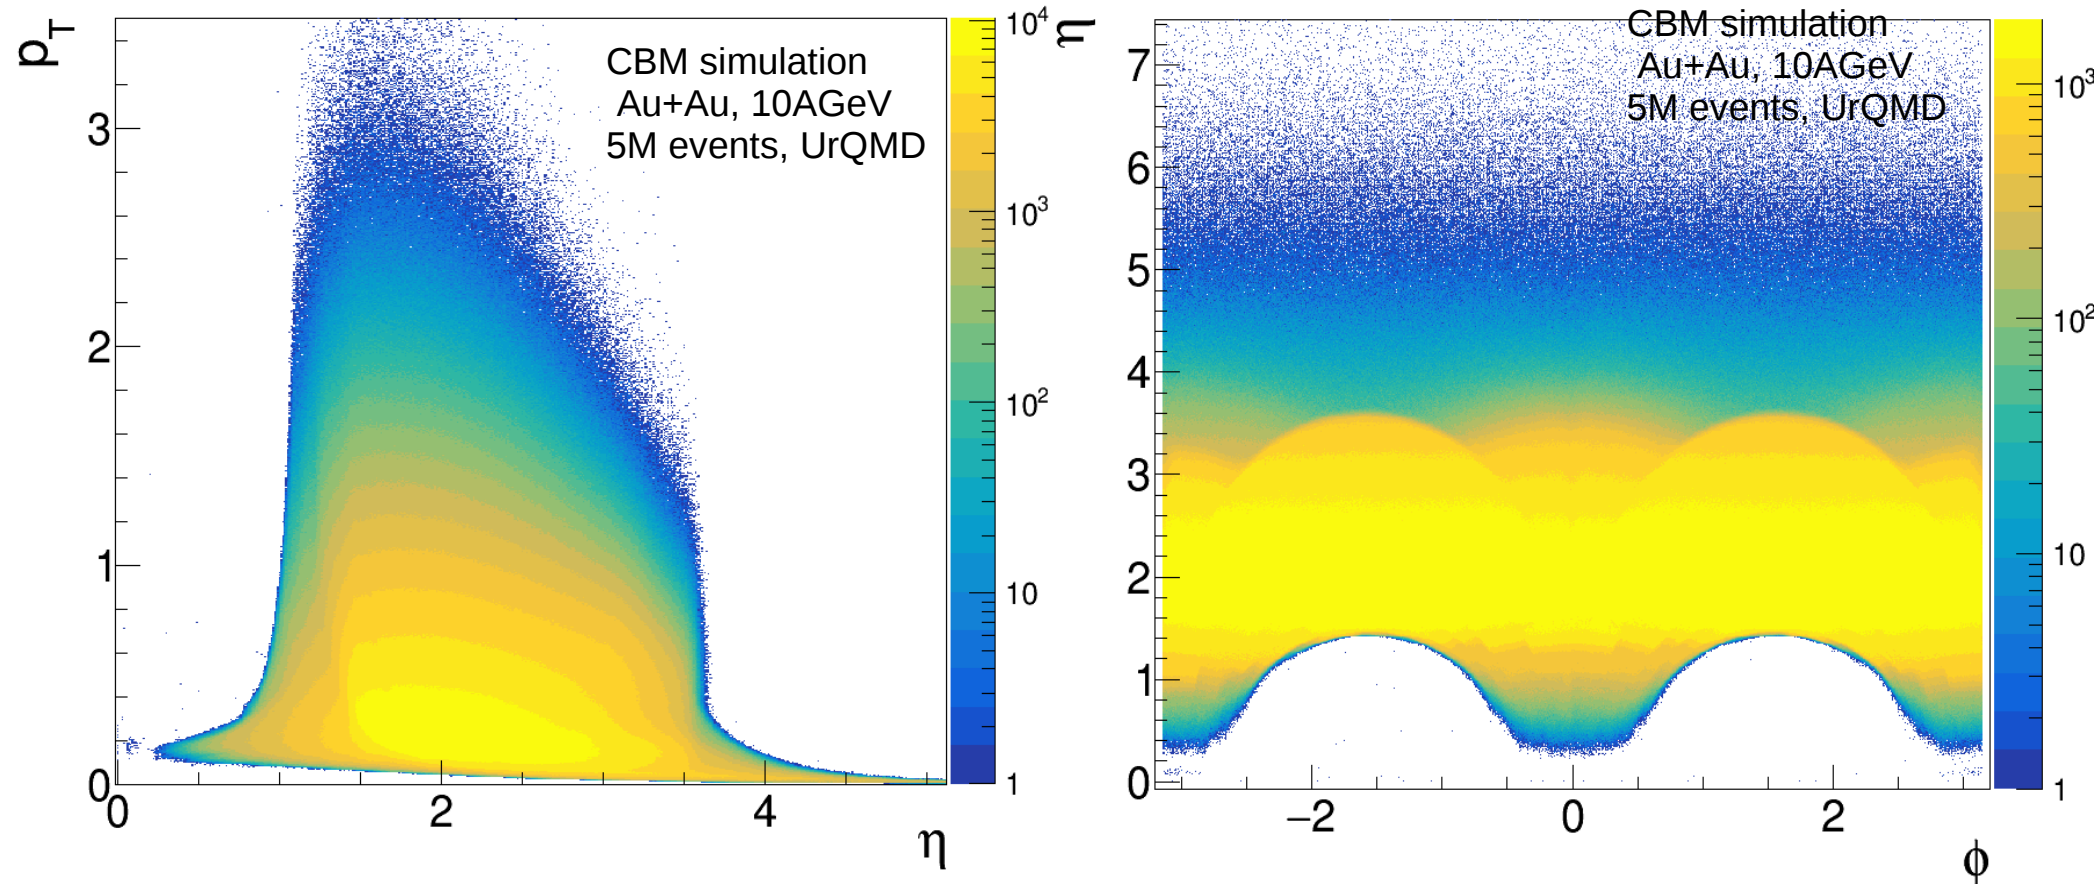 p_T
3
2
1
0
0
2
4
η
CBM simulation
Au+Au, 10AGeV
5M events, UrQMD
10^4
10^3
10^2
10
1
η
7
6
5
4
3
2
1
0
−2
0
2
ϕ
CBM simulation
Au+Au, 10AGeV
5M events, UrQMD
10^3
10^2
10
1